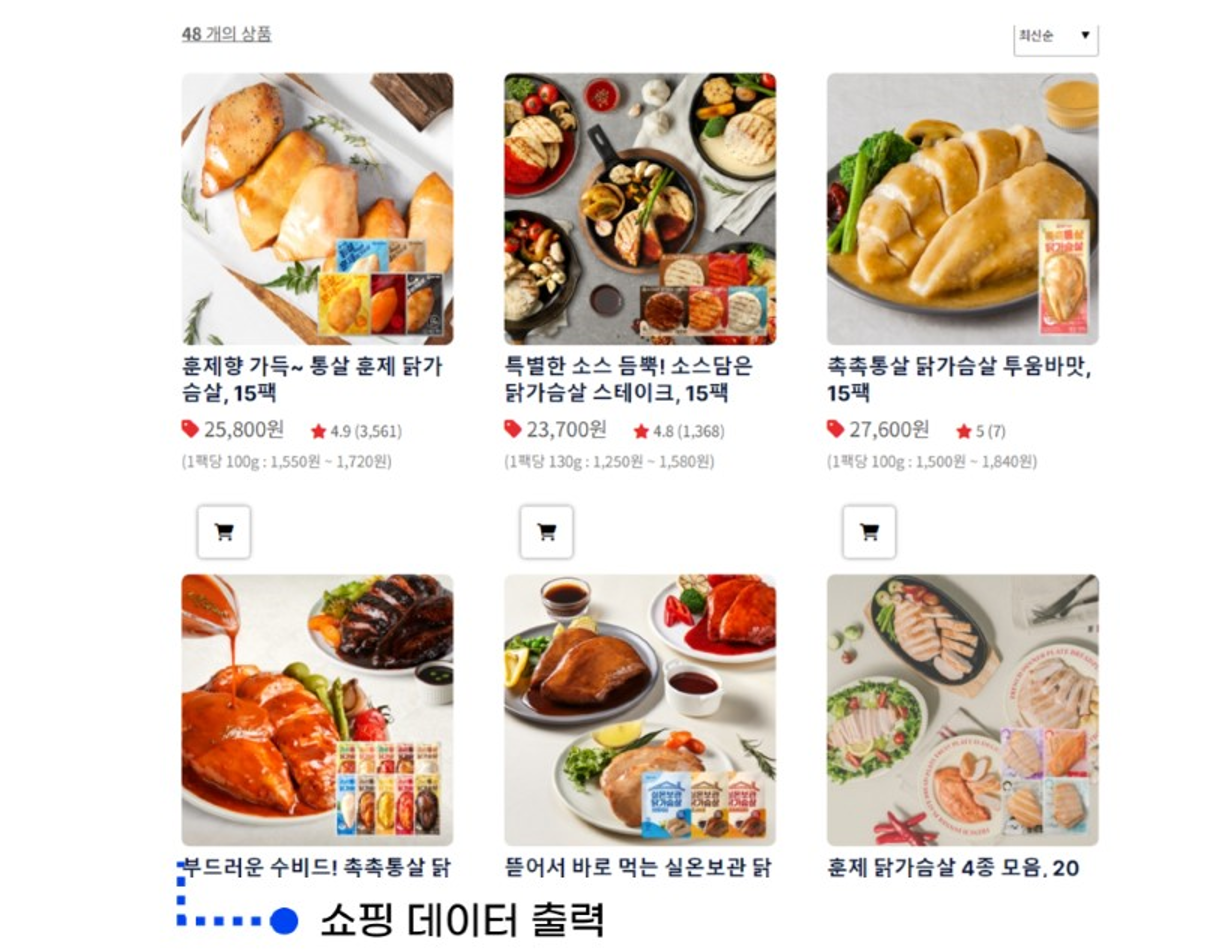 48 개의 상품
최신순 ▼
훈제향 가득~ 통살 훈제 닭가
슴살, 15팩
25,800원 4.9 (3,561)
(1팩당 100g : 1,550원 ~ 1,720원)
특별한 소스 듬뿍! 소스담은
닭가슴살 스테이크, 15팩
23,700원 4.8 (1,368)
(1팩당 130g : 1,250원 ~ 1,580원)
촉촉통살 닭가슴살 투움바맛,
15팩
27,600원 5 (7)
(1팩당 100g : 1,500원 ~ 1,840원)
부드러운 수비드! 촉촉통살 닭
뜯어서 바로 먹는 실온보관 닭
훈제 닭가슴살 4종 모음, 20
쇼핑 데이터 출력